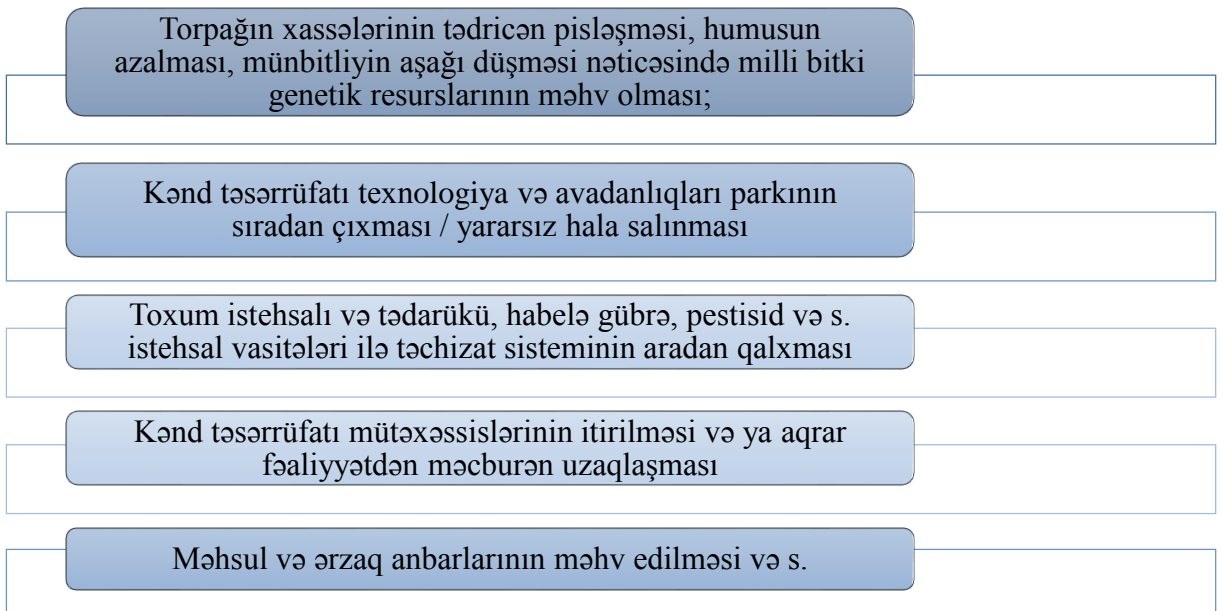 Torpağın xassələrinin tədricən pisləşməsi, humusun
azalması, münbitliyin aşağı düşməsi nəticəsində milli bitki
genetik resurslarının məhv olması;
Kənd təsərrüfatı texnologiya və avadanlıqları parkının
sıradan çıxması / yararsız hala salınması
Toxum istehsalı və tədarükü, habelə gübrə, pestisid və s.
istehsal vasitələri ilə təchizat sisteminin aradan qalxması
Kənd təsərrüfatı mütəxəssislərinin itirilməsi və ya aqrar
fəaliyyətdən məcburən uzaqlaşması
Məhsul və ərzaq anbarlarının məhv edilməsi və s.